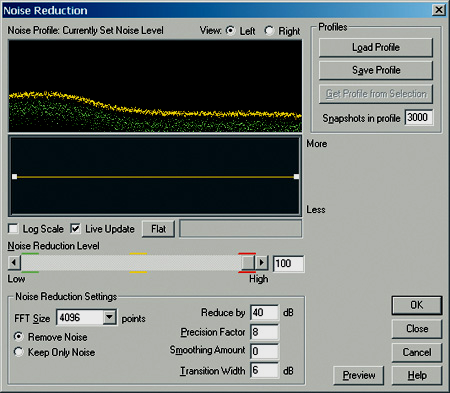 Noise Reduction
Noise Profile: Currently Set Noise Level
View: Left Right
Profiles
Load Profile
Save Profile
Get Profile from Selection
Snapshots in profile 3000
More
Less
Log Scale Live Update Flat
Noise Reduction Level
100
Low High
Noise Reduction Settings
FFT Size 4096 points
Remove Noise
Keep Only Noise
Reduce by 40 dB
Precision Factor 8
Smoothing Amount 0
Transition Width 6 dB
OK
Close
Cancel
Preview Help